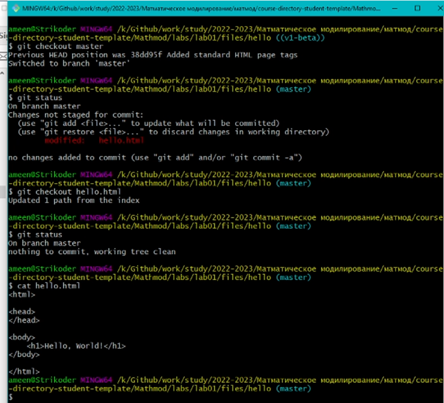 MINGW64:/k/Github/work/study/2022-2023/Матматическое моделирование/course-directory-student-template/Mathmo...
ameen@Strikoder MINGW64 /k/Github/work/study/2022-2023/Матматическое модилирование/матмод/course
-directory-student-template/Mathmod/labs/lab01/files/hello ((v1-beta))
$ git checkout master
Previous HEAD position was 38dd95f Added standard HTML page tags
Switched to branch 'master'
ameen@Strikoder MINGW64 /k/Github/work/study/2022-2023/Матматическое модилирование/матмод/course
-directory-student-template/Mathmod/labs/lab01/files/hello (master)
$ git status
On branch master
Changes not staged for commit:
(use "git add <file>..." to update what will be committed)
(use "git restore <file>..." to discard changes in working directory)
modified: hello.html
no changes added to commit (use "git add" and/or "git commit -a")
ameen@Strikoder MINGW64 /k/Github/work/study/2022-2023/Матматическое модилирование/матмод/course
-directory-student-template/Mathmod/labs/lab01/files/hello (master)
$ git checkout hello.html
Updated 1 path from the index
ameen@Strikoder MINGW64 /k/Github/work/study/2022-2023/Матматическое модилирование/матмод/course
-directory-student-template/Mathmod/labs/lab01/files/hello (master)
$ git status
On branch master
nothing to commit, working tree clean
ameen@Strikoder MINGW64 /k/Github/work/study/2022-2023/Матматическое модилирование/матмод/course
-directory-student-template/Mathmod/labs/lab01/files/hello (master)
$ cat hello.html
<html>
<head>
</head>
<body>
<h1>Hello, World!</h1>
</body>
</html>
ameen@Strikoder MINGW64 /k/Github/work/study/2022-2023/Матматическое модилирование/матмод/course
-directory-student-template/Mathmod/labs/lab01/files/hello (master)
$